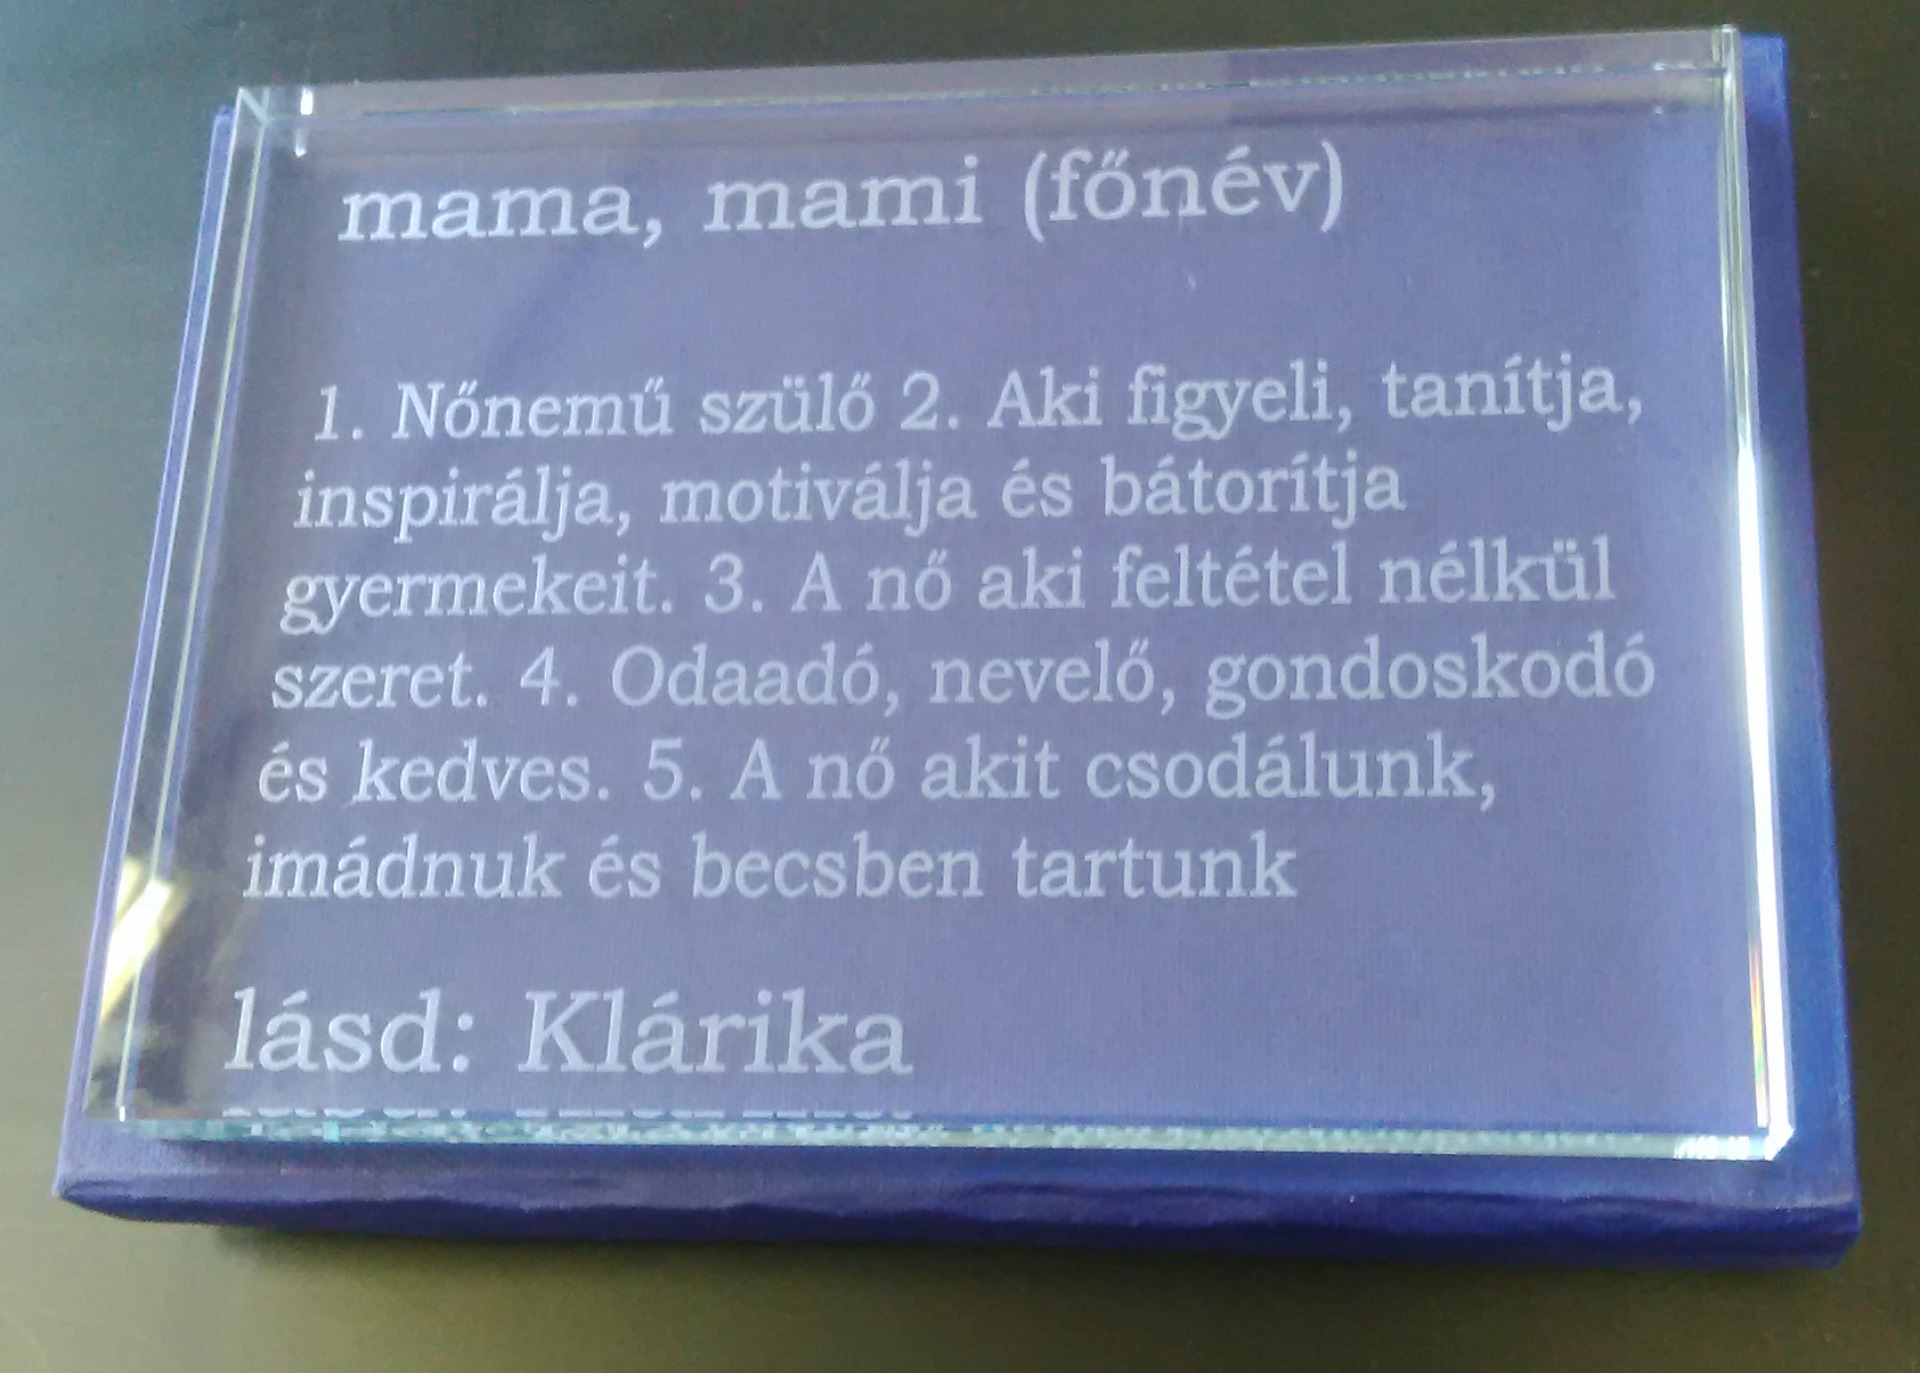 mama, mami (főnév)
1. Nőnemű szülő 2. Aki figyeli, tanítja,
inspirálja, motiválja és bátorítja
gyermekeit. 3. A nő aki feltétel nélkül
szeret. 4. Odaadó, nevelő, gondoskodó
és kedves. 5. A nő akit csodálunk,
imádnuk és becsben tartunk
lásd: Klárika